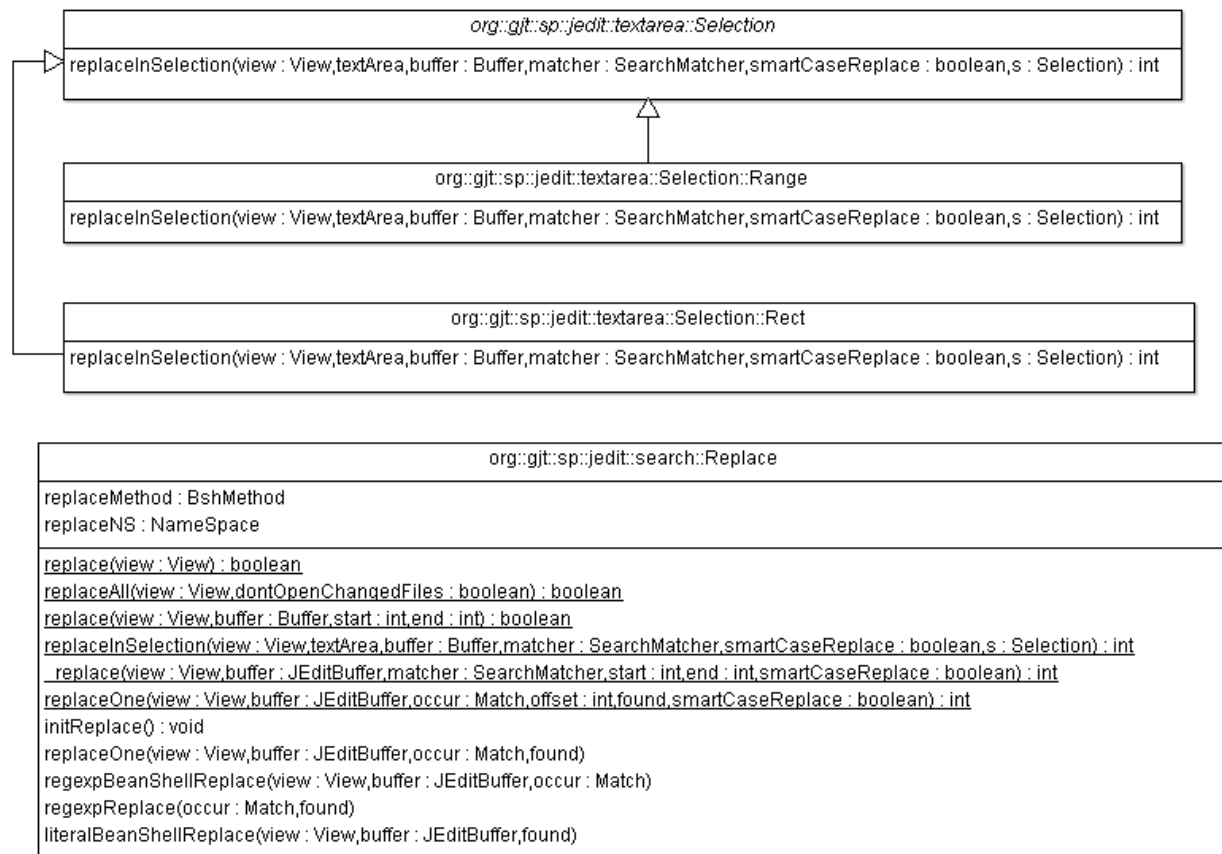 org::gjt::sp::jedit::textarea::Selection
replaceInSelection(view : View,textArea,buffer : Buffer,matcher : SearchMatcher,smartCaseReplace : boolean,s : Selection) : int
org::gjt::sp::jedit::textarea::Selection::Range
replaceInSelection(view : View,textArea,buffer : Buffer,matcher : SearchMatcher,smartCaseReplace : boolean,s : Selection) : int
org::gjt::sp::jedit::textarea::Selection::Rect
replaceInSelection(view : View,textArea,buffer : Buffer,matcher : SearchMatcher,smartCaseReplace : boolean,s : Selection) : int
org::gjt::sp::jedit::search::Replace
replaceMethod : BshMethod
replaceNS : NameSpace
replace(view : View) : boolean
replaceAll(view : View,dontOpenChangedFiles : boolean) : boolean
replace(view : View,buffer : Buffer,start : int,end : int) : boolean
replaceInSelection(view : View,textArea,buffer : Buffer,matcher : SearchMatcher,smartCaseReplace : boolean,s : Selection) : int
_replace(view : View,buffer : JEditBuffer,matcher : SearchMatcher,start : int,end : int,smartCaseReplace : boolean) : int
replaceOne(view : View,buffer : JEditBuffer,occur : Match,offset : int,found,smartCaseReplace : boolean) : int
initReplace() : void
replaceOne(view : View,buffer : JEditBuffer,occur : Match,found)
regexpBeanShellReplace(view : View,buffer : JEditBuffer,occur : Match)
regexpReplace(occur : Match,found)
literalBeanShellReplace(view : View,buffer : JEditBuffer,found)